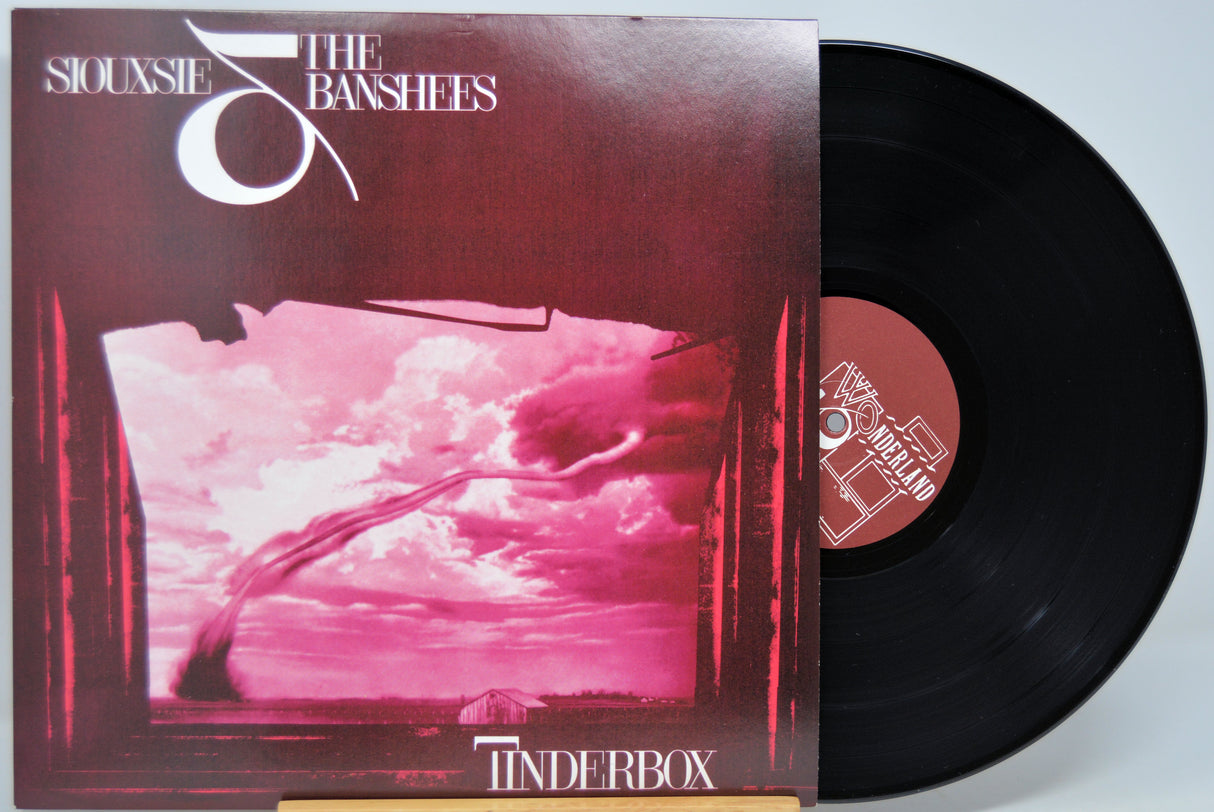 SIOUXSIE & THE
BANSHEES
TINDERBOX
WONDERLAND